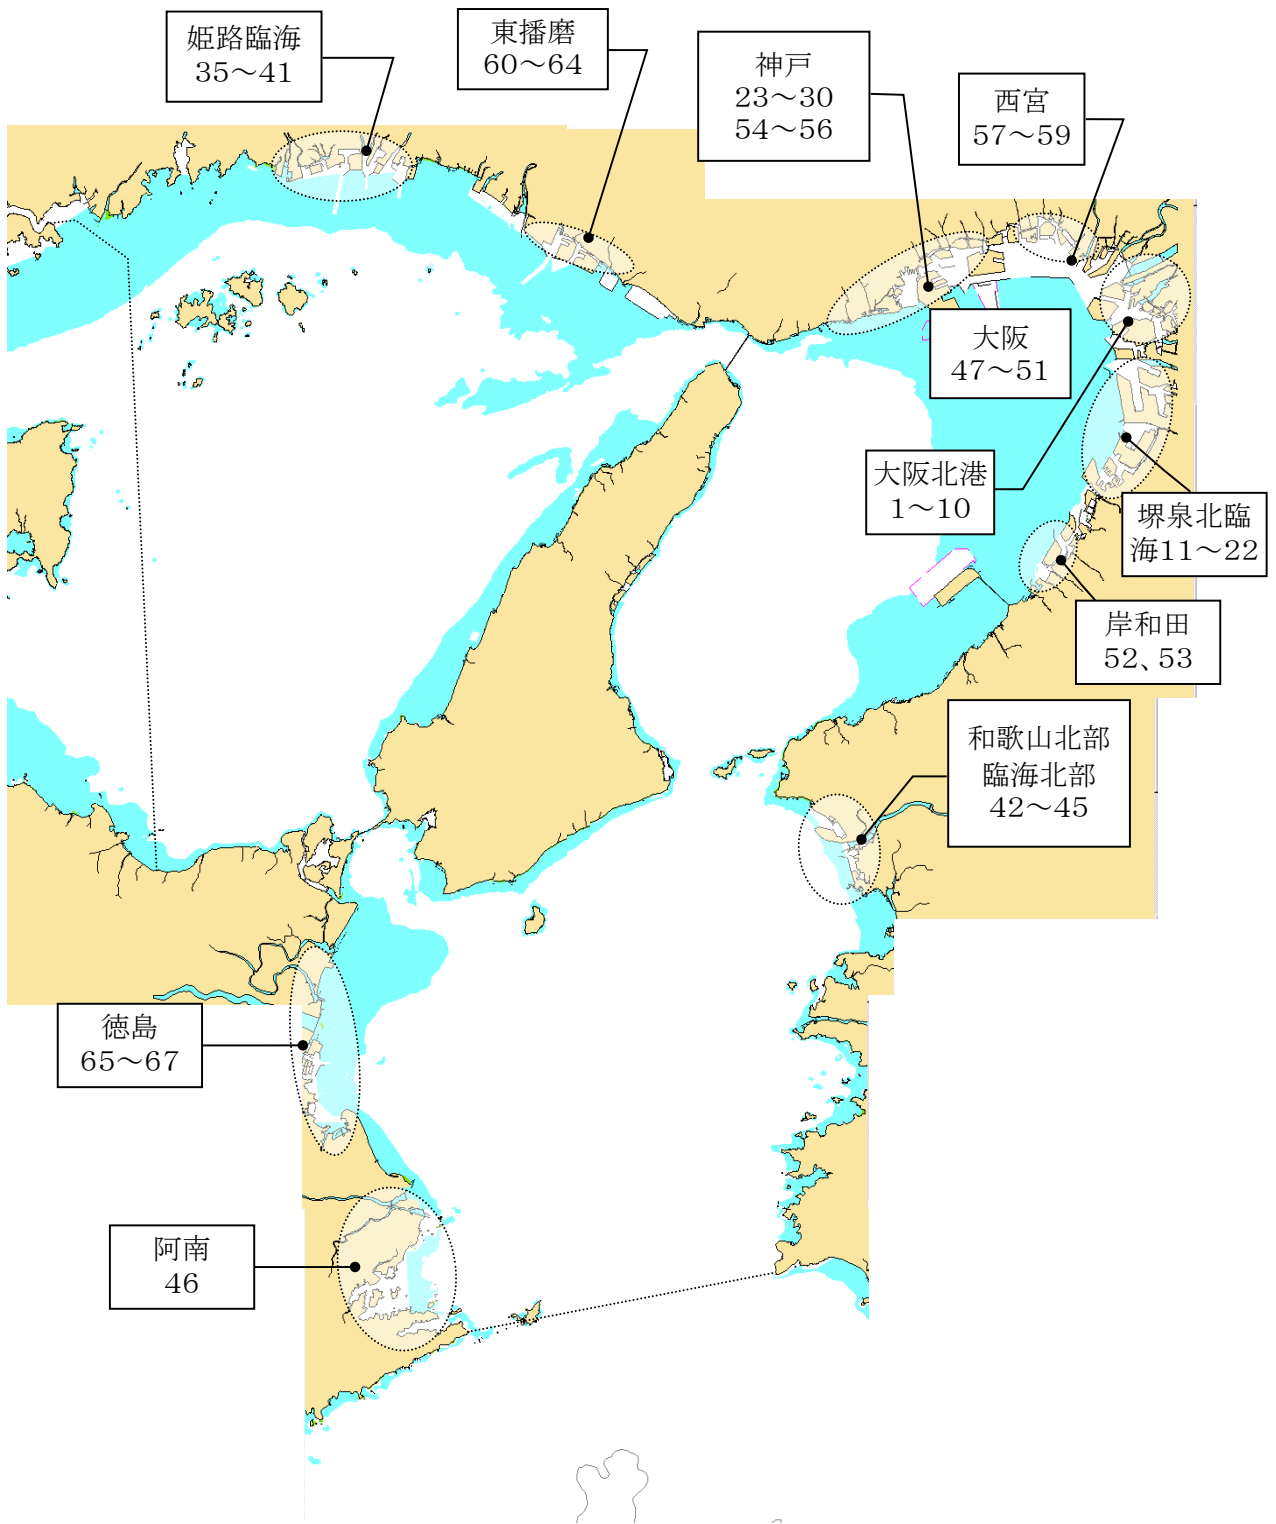 姫路臨海
35～41
東播磨
60～64
神戸
23～30
54～56
西宮
57～59
大阪
47～51
大阪北港
1～10
堺泉北臨
海11～22
岸和田
52、53
和歌山北部
臨海北部
42～45
徳島
65～67
阿南
46